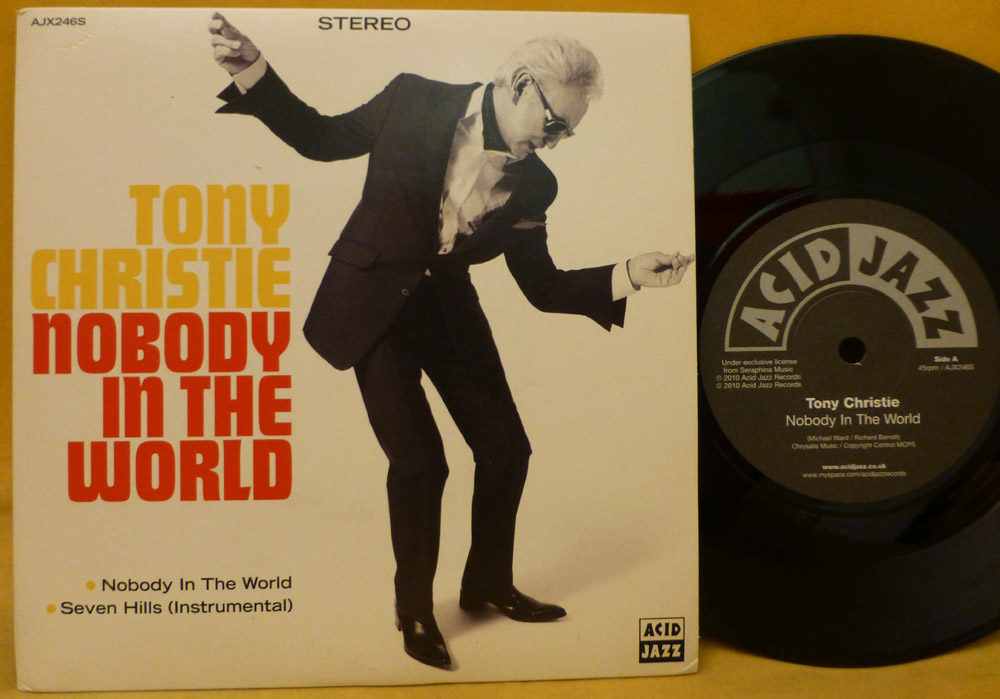 AJX246S
STEREO
TONY
CHRISTIE
NOBODY
IN THE
WORLD
Nobody In The World
Seven Hills (Instrumental)
ACID
JAZZ
ACID JAZZ
Under exclusive license
from Seraphina Music
℗ 2010 Acid Jazz Records
© 2010 Acid Jazz Records
Side A
45rpm / AJX246S
Tony Christie
Nobody In The World
(Michael Ward / Richard Barratt)
Chrysalis Music / Copyright Control MCPS
www.acidjazz.co.uk
www.myspace.com/acidjazzrecords